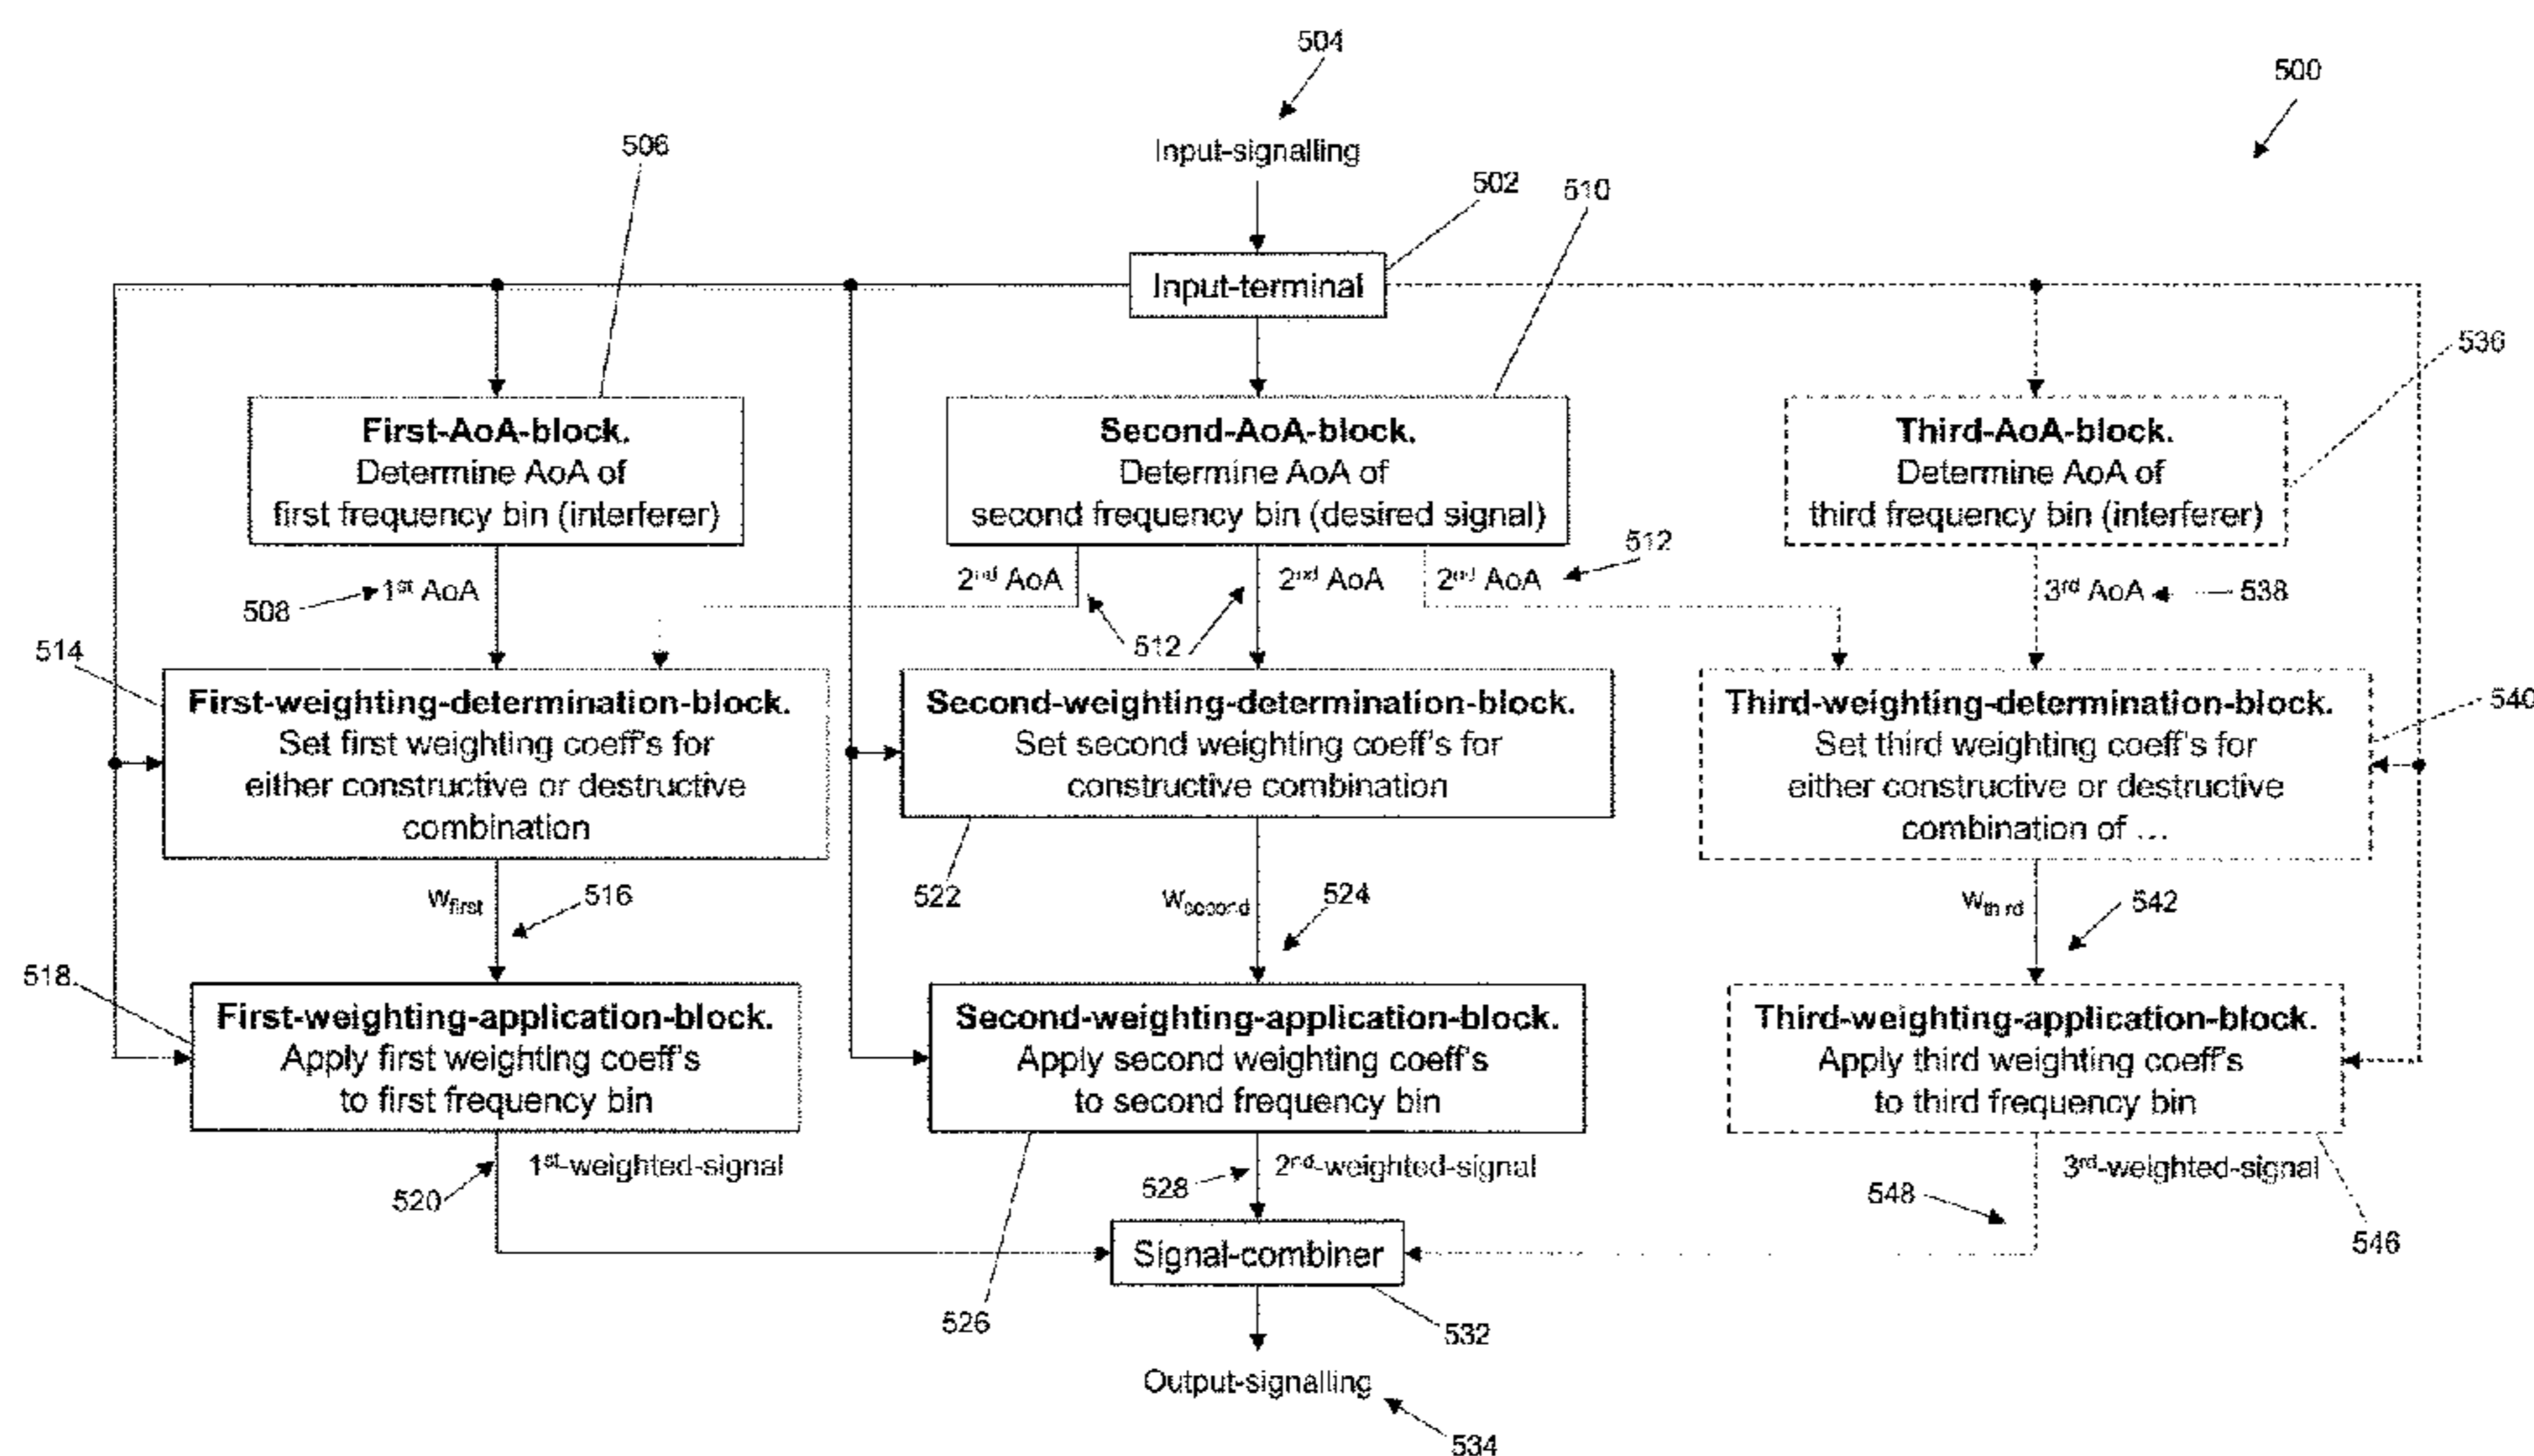 504
500
506
Input-signalling
502
510
Input-terminal
536
First-AoA-block.
Determine AoA of
first frequency bin (interferer)
Second-AoA-block.
Determine AoA of
second frequency bin (desired signal)
Third-AoA-block.
Determine AoA of
third frequency bin (interferer)
512
508
1st AoA
2nd AoA
2nd AoA
2nd AoA
3rd AoA
538
512
514
First-weighting-determination-block.
Set first weighting coeff's for
either constructive or destructive
combination
Second-weighting-determination-block.
Set second weighting coeff's for
constructive combination
Third-weighting-determination-block.
Set third weighting coeff's for
either constructive or destructive
combination of ...
540
Wfirst
516
522
Wsecond
524
Wthird
542
518
First-weighting-application-block.
Apply first weighting coeff's
to first frequency bin
Second-weighting-application-block.
Apply second weighting coeff's
to second frequency bin
Third-weighting-application-block.
Apply third weighting coeff's
to third frequency bin
520
1st-weighted-signal
528
2nd-weighted-signal
548
3rd-weighted-signal
546
Signal-combiner
526
532
Output-signalling
534